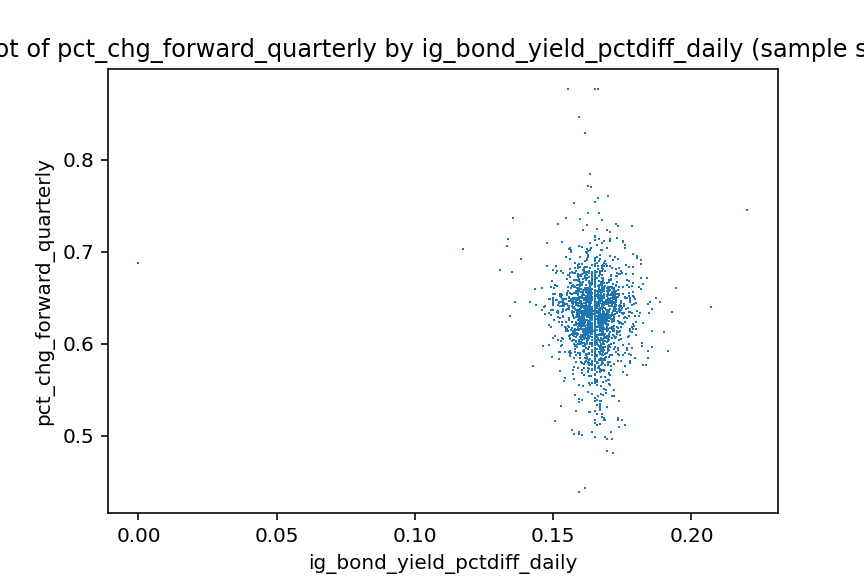 of pct_chg_forward_quarterly by ig_bond_yield_pctdiff_daily (sample
pct_chg_forward_quarterly
0.8
0.7
0.6
0.5
0.00 0.05 0.10 0.15 0.20
ig_bond_yield_pctdiff_daily